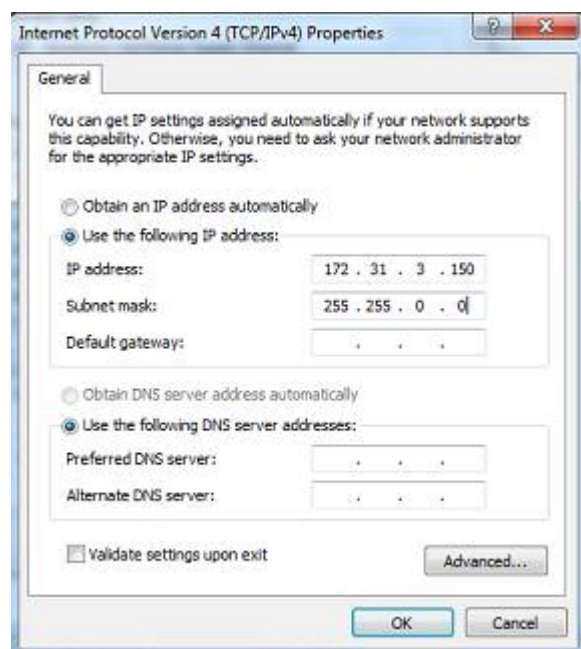 Internet Protocol Version 4 (TCP/IPv4) Properties
?
X
General
You can get IP settings assigned automatically if your network supports
this capability. Otherwise, you need to ask your network administrator
for the appropriate IP settings.
Obtain an IP address automatically
Use the following IP address:
IP address: 172 . 31 . 3 . 150
Subnet mask: 255 . 255 . 0 . 0
Default gateway: . . .
Obtain DNS server address automatically
Use the following DNS server addresses:
Preferred DNS server: . . .
Alternate DNS server: . . .
Validate settings upon exit
Advanced...
OK Cancel